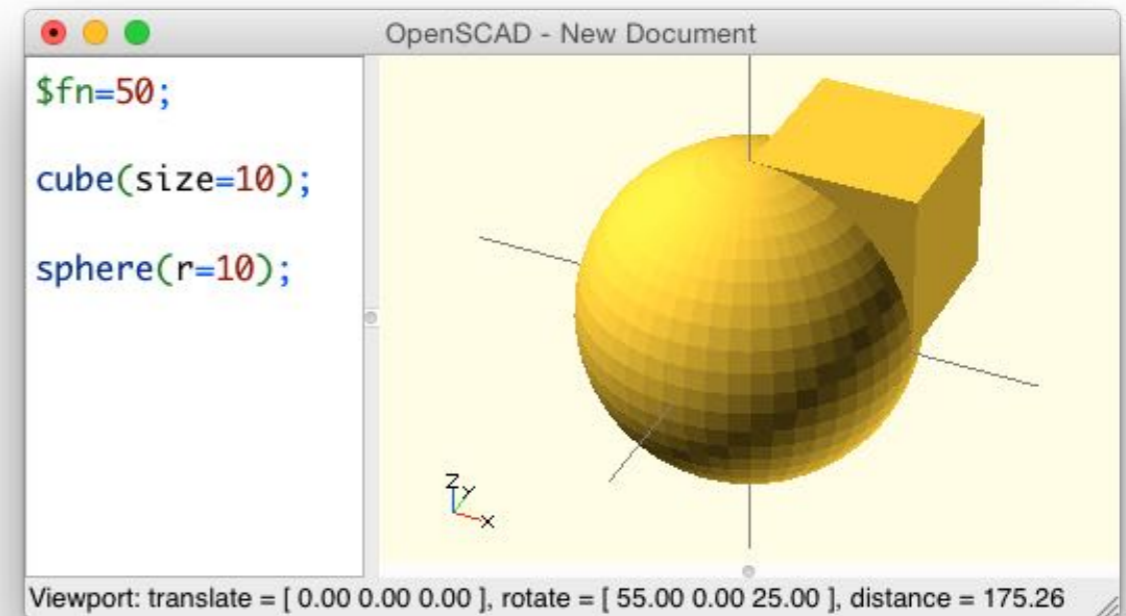 OpenSCAD - New Document
$fn=50;
cube(size=10);
sphere(r=10);
Z
Y
X
Viewport: translate = [ 0.00 0.00 0.00 ], rotate = [ 55.00 0.00 25.00 ], distance = 175.26